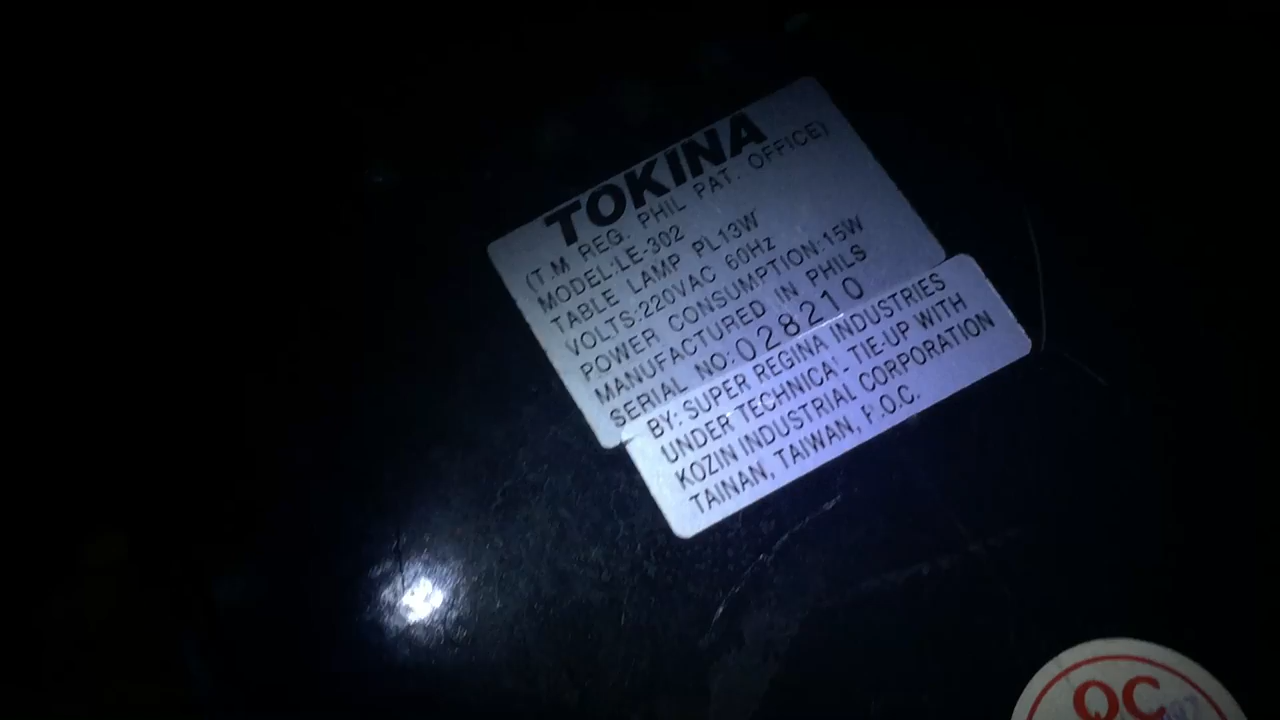 TOKINA
(T.M REG. PHIL PAT. OFFICE)
MODEL:LE-302
TABLE LAMP PL13W
VOLTS:220VAC 60Hz
POWER CONSUMPTION:15W
MANUFACTURED IN PHILS
SERIAL NO:028210
BY: SUPER REGINA INDUSTRIES
UNDER TECHNICAL TIE-UP WITH
KOZIN INDUSTRIAL CORPORATION
TAINAN, TAIWAN, R.O.C.
QC